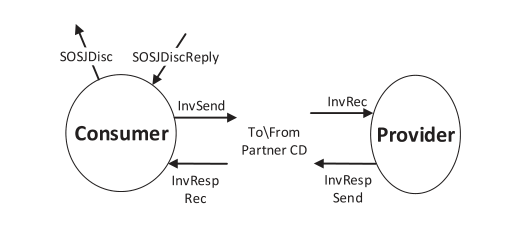 SOSJDisc
SOSJDiscReply
InvSend
InvRec
Consumer
To\From
Partner CD
Provider
InvResp
Rec
InvResp
Send